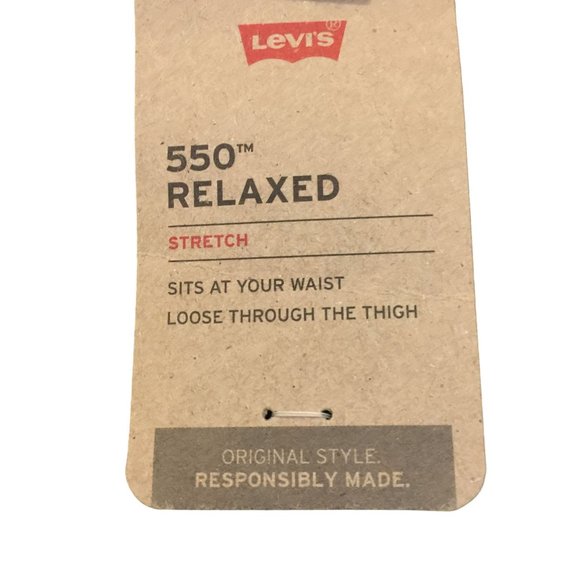 Levi's®
550™
RELAXED
STRETCH
SITS AT YOUR WAIST
LOOSE THROUGH THE THIGH
ORIGINAL STYLE.
RESPONSIBLY MADE.